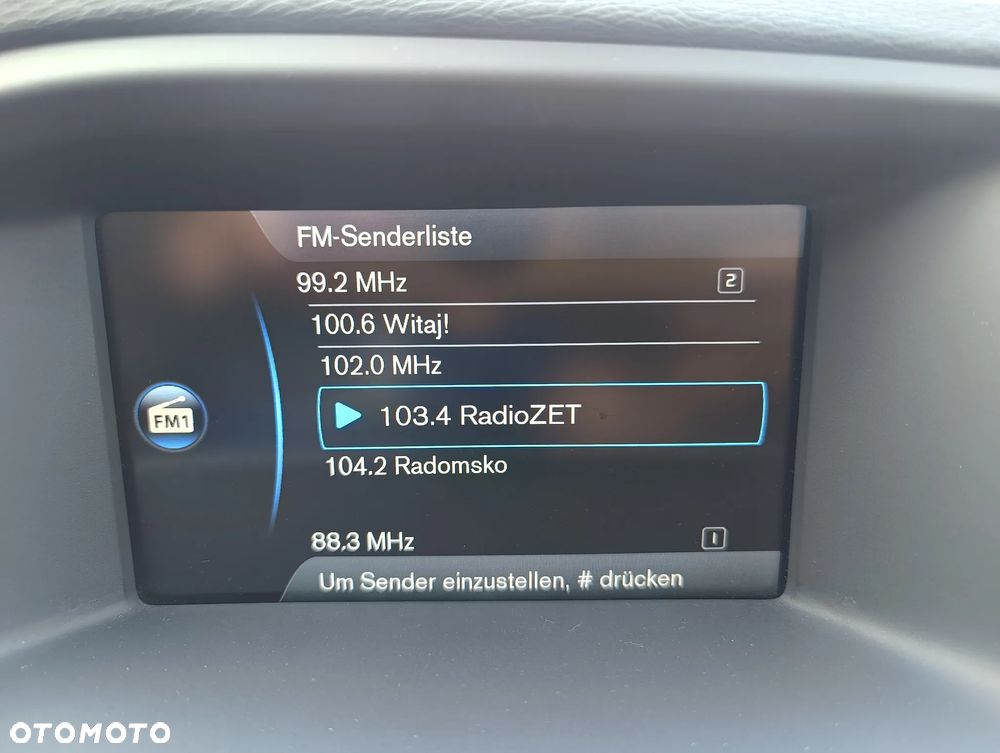 FM-Senderliste
99.2 MHz 2
100.6 Witaj!
102.0 MHz
103.4 RadioZET
FM1
104.2 Radomsko
88.3 MHz 1
Um Sender einzustellen, # drücken
OTOMOTO